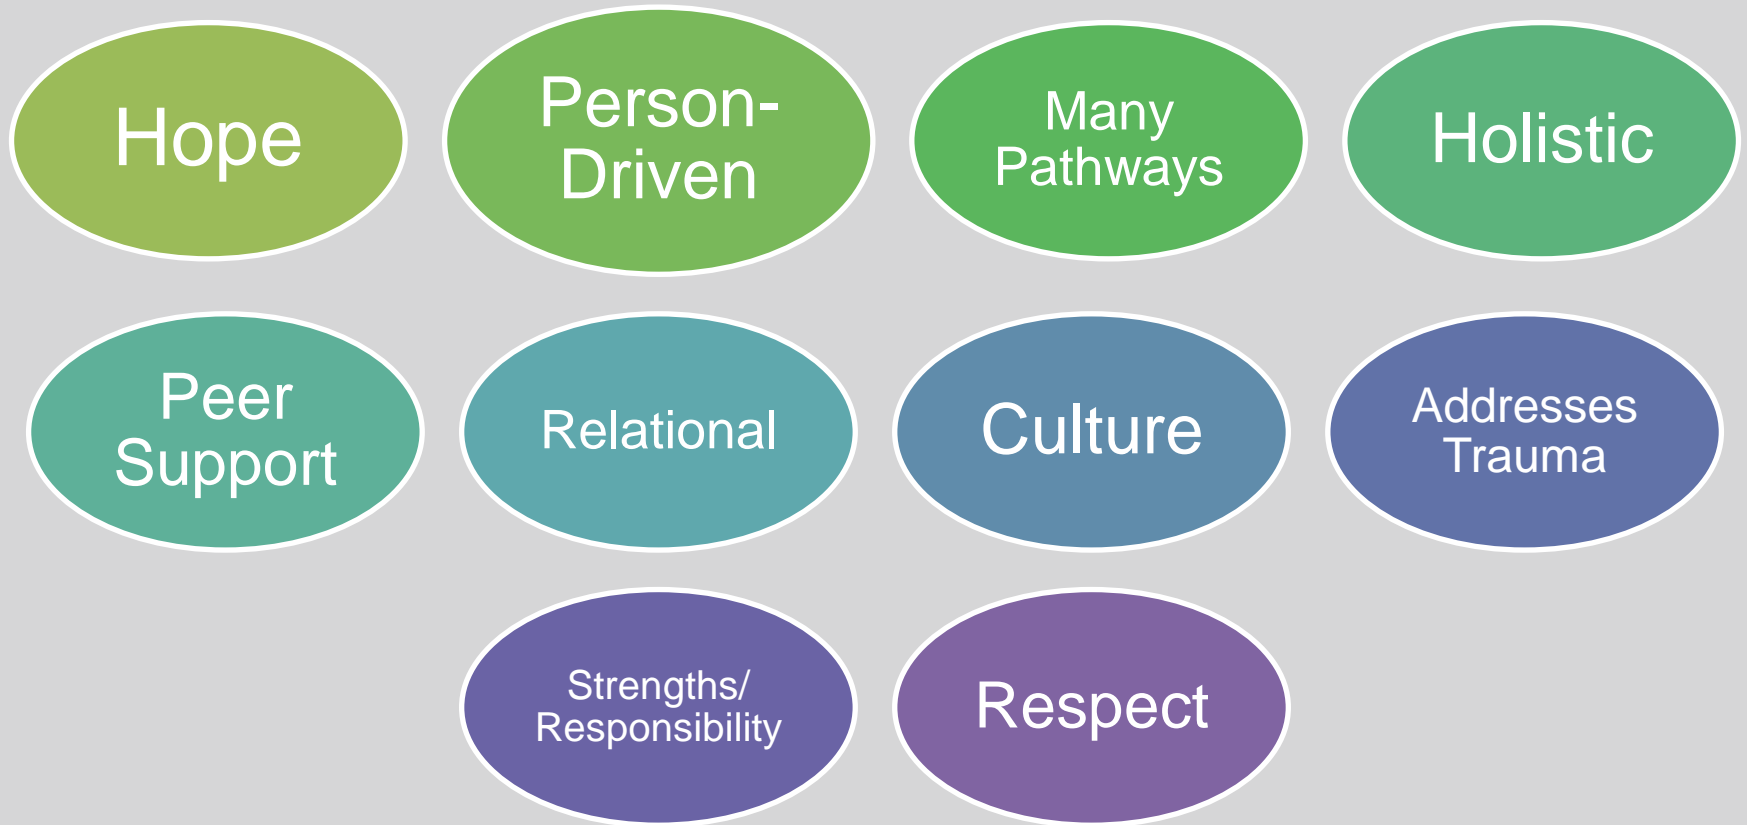 Hope
Person-
Driven
Many
Pathways
Holistic
Peer
Support
Relational
Culture
Addresses
Trauma
Strengths/
Responsibility
Respect